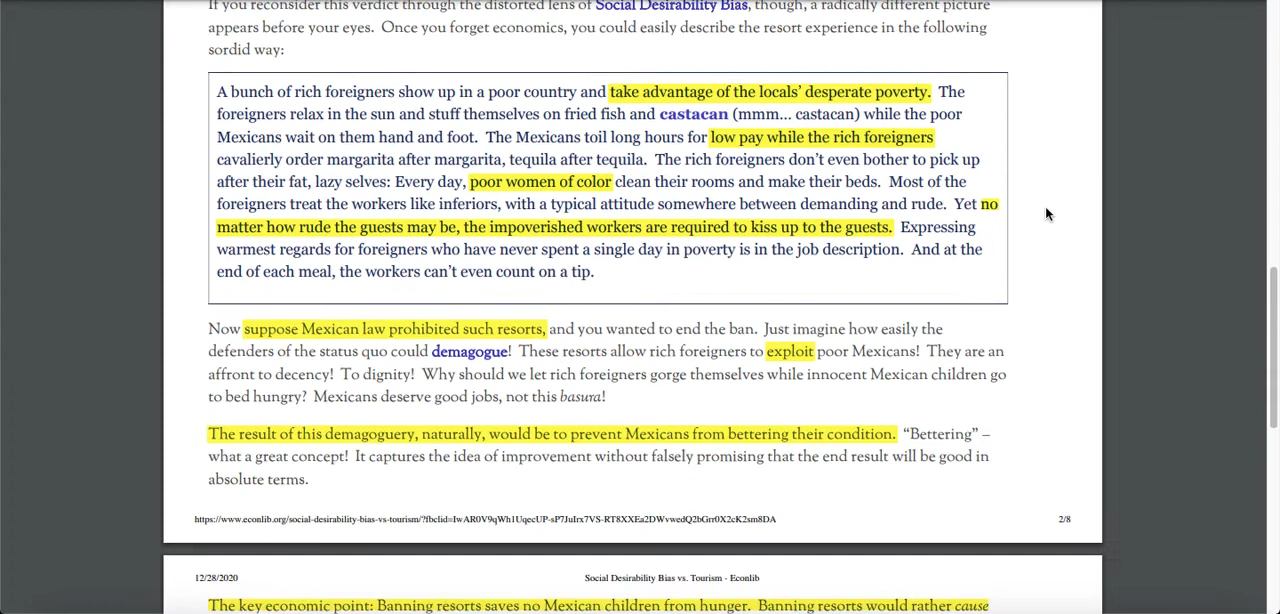 If you reconsider this verdict through the distorted lens of Social Desirability Bias, though, a radically different picture
appears before your eyes.  Once you forget economics, you could easily describe the resort experience in the following
sordid way:
A bunch of rich foreigners show up in a poor country and take advantage of the locals’ desperate poverty.  The
foreigners relax in the sun and stuff themselves on fried fish and castacan (mmm… castacan) while the poor
Mexicans wait on them hand and foot.  The Mexicans toil long hours for low pay while the rich foreigners
cavalierly order margarita after margarita, tequila after tequila.  The rich foreigners don’t even bother to pick up
after their fat, lazy selves: Every day, poor women of color clean their rooms and make their beds.  Most of the
foreigners treat the workers like inferiors, with a typical attitude somewhere between demanding and rude.  Yet no
matter how rude the guests may be, the impoverished workers are required to kiss up to the guests.  Expressing
warmest regards for foreigners who have never spent a single day in poverty is in the job description.  And at the
end of each meal, the workers can’t even count on a tip.
Now suppose Mexican law prohibited such resorts, and you wanted to end the ban.  Just imagine how easily the
defenders of the status quo could demagogue!  These resorts allow rich foreigners to exploit poor Mexicans!  They are an
affront to decency!  To dignity!  Why should we let rich foreigners gorge themselves while innocent Mexican children go
to bed hungry?  Mexicans deserve good jobs, not this basura!
The result of this demagoguery, naturally, would be to prevent Mexicans from bettering their condition.  “Bettering” –
what a great concept!  It captures the idea of improvement without falsely promising that the end result will be good in
absolute terms.
https://www.econlib.org/social-desirability-bias-vs-tourism/?fbclid=IwAR0V9qWh1UqecUP-sP7JuIrx7VS-RT8XXEa2DWvwedQ2bGrr0X2cK2sm8DA 2/8
12/28/2020 Social Desirability Bias vs. Tourism - Econlib
The key economic point: Banning resorts saves no Mexican children from hunger.  Banning resorts would rather cause